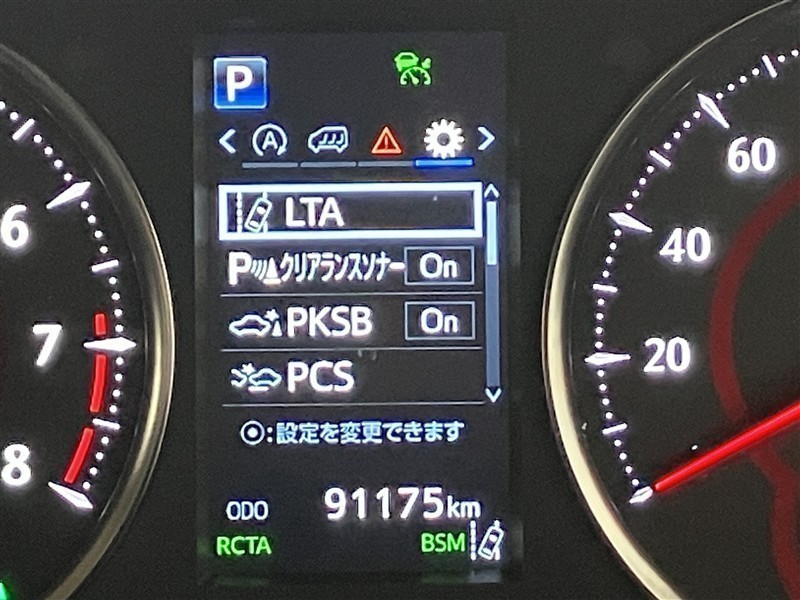 P
A
LTA
Pクリアランスソナー On
PKSB On
PCS
:設定を変更できます
ODO 91175km
RCTA BSM
6
7
8
60
40
20